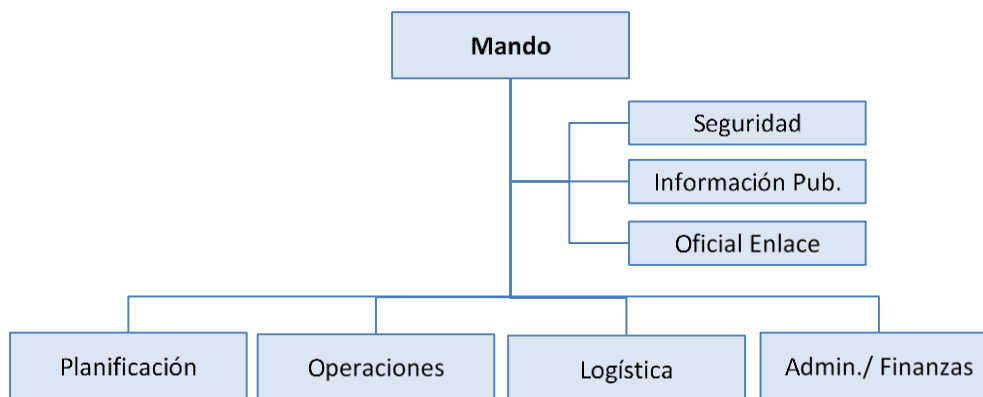 Mando
Seguridad
Información Pub.
Oficial Enlace
Planificación
Operaciones
Logística
Admin./ Finanzas